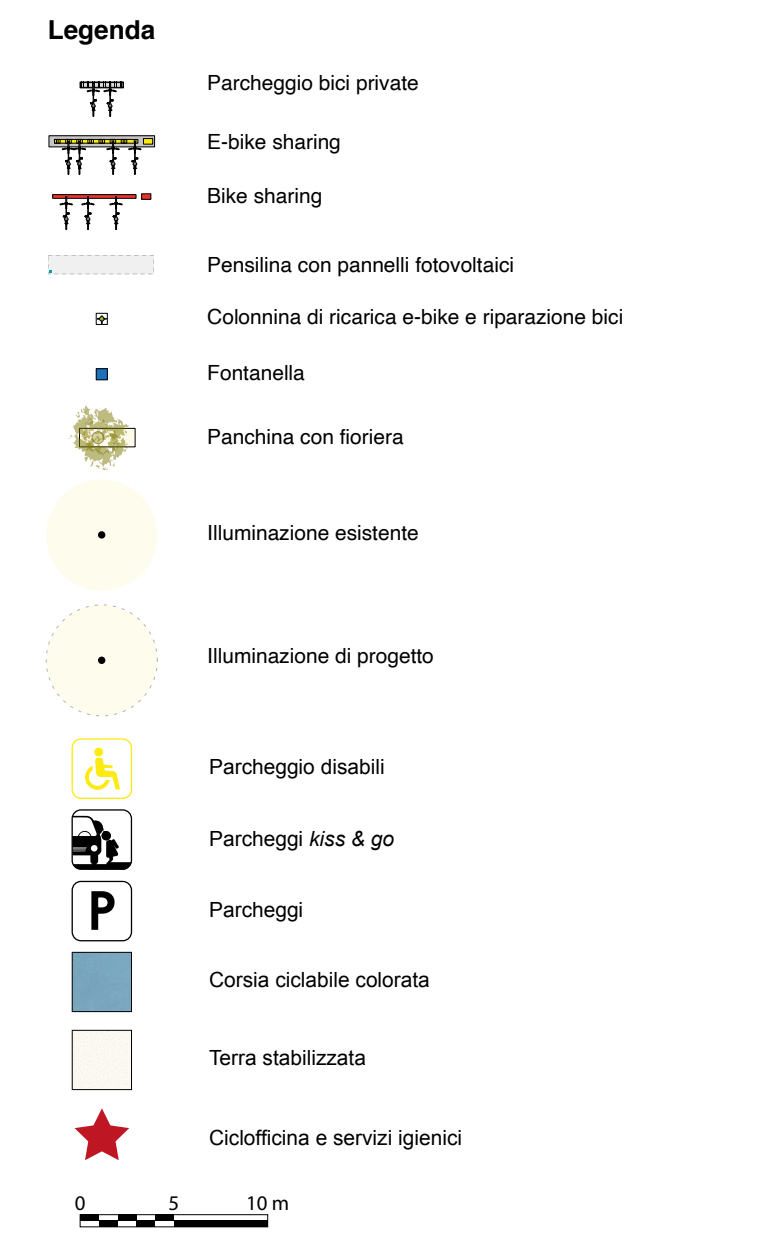 Legenda
Parcheggio bici private
E-bike sharing
Bike sharing
Pensilina con pannelli fotovoltaici
Colonnina di ricarica e-bike e riparazione bici
Fontanella
Panchina con fioriera
Illuminazione esistente
Illuminazione di progetto
Parcheggio disabili
Parcheggi kiss & go
P Parcheggi
Corsia ciclabile colorata
Terra stabilizzata
Ciclofficina e servizi igienici
0 5 10 m